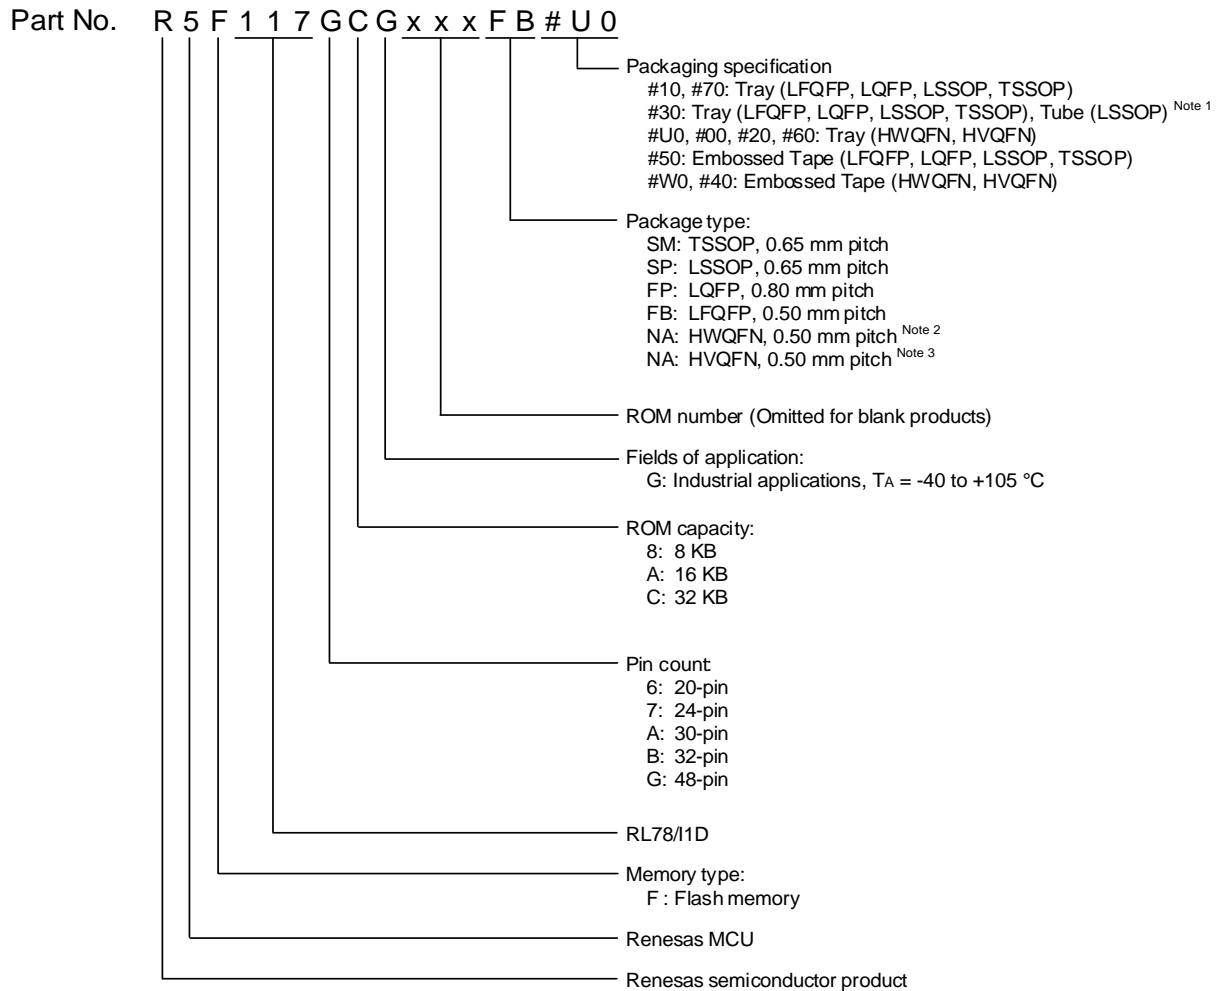 Part No. R 5 F 1 1 7 G C G x x x F B # U 0
Packaging specification
#10, #70: Tray (LFQFP, LQFP, LSSOP, TSSOP)
#30: Tray (LFQFP, LQFP, LSSOP, TSSOP), Tube (LSSOP) Note 1
#U0, #00, #20, #60: Tray (HWQFN, HVQFN)
#50: Embossed Tape (LFQFP, LQFP, LSSOP, TSSOP)
#W0, #40: Embossed Tape (HWQFN, HVQFN)
Package type:
SM: TSSOP, 0.65 mm pitch
SP: LSSOP, 0.65 mm pitch
FP: LQFP, 0.80 mm pitch
FB: LFQFP, 0.50 mm pitch
NA: HWQFN, 0.50 mm pitch Note 2
NA: HVQFN, 0.50 mm pitch Note 3
ROM number (Omitted for blank products)
Fields of application:
G: Industrial applications, TA = -40 to +105 °C
ROM capacity:
8: 8 KB
A: 16 KB
C: 32 KB
Pin count:
6: 20-pin
7: 24-pin
A: 30-pin
B: 32-pin
G: 48-pin
RL78/I1D
Memory type:
F : Flash memory
Renesas MCU
Renesas semiconductor product